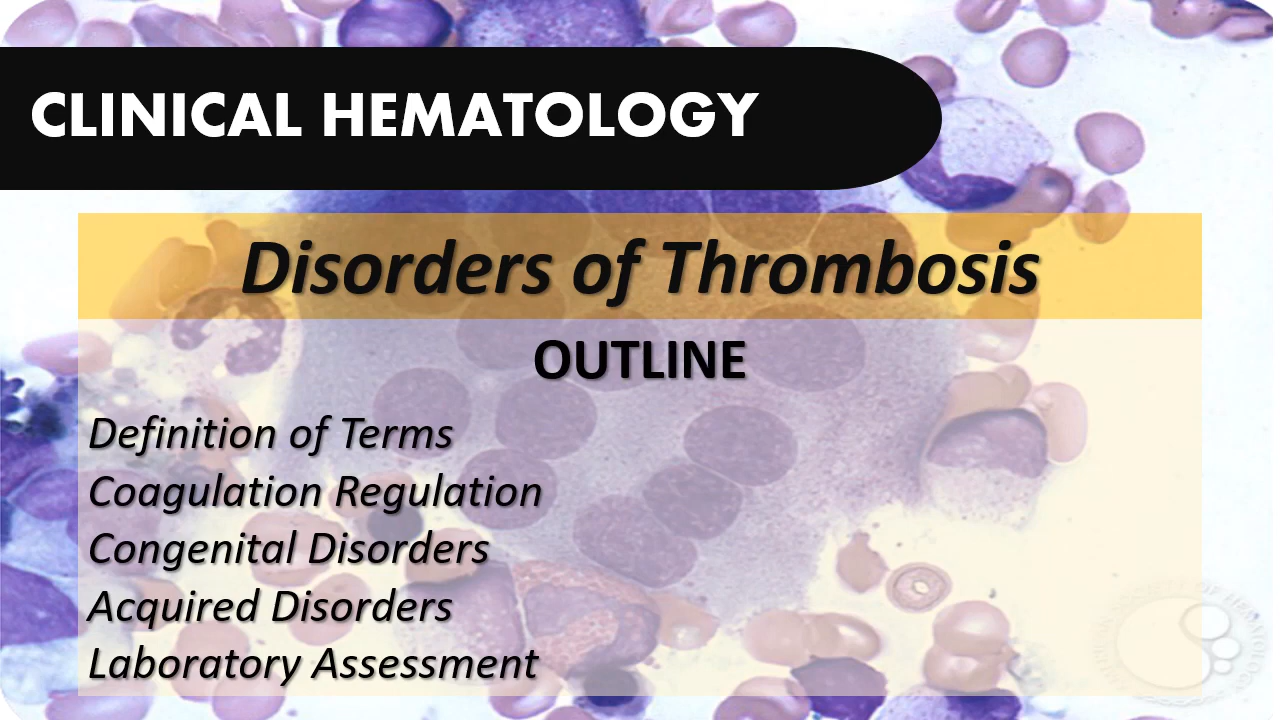 CLINICAL HEMATOLOGY
Disorders of Thrombosis
OUTLINE
Definition of Terms
Coagulation Regulation
Congenital Disorders
Acquired Disorders
Laboratory Assessment